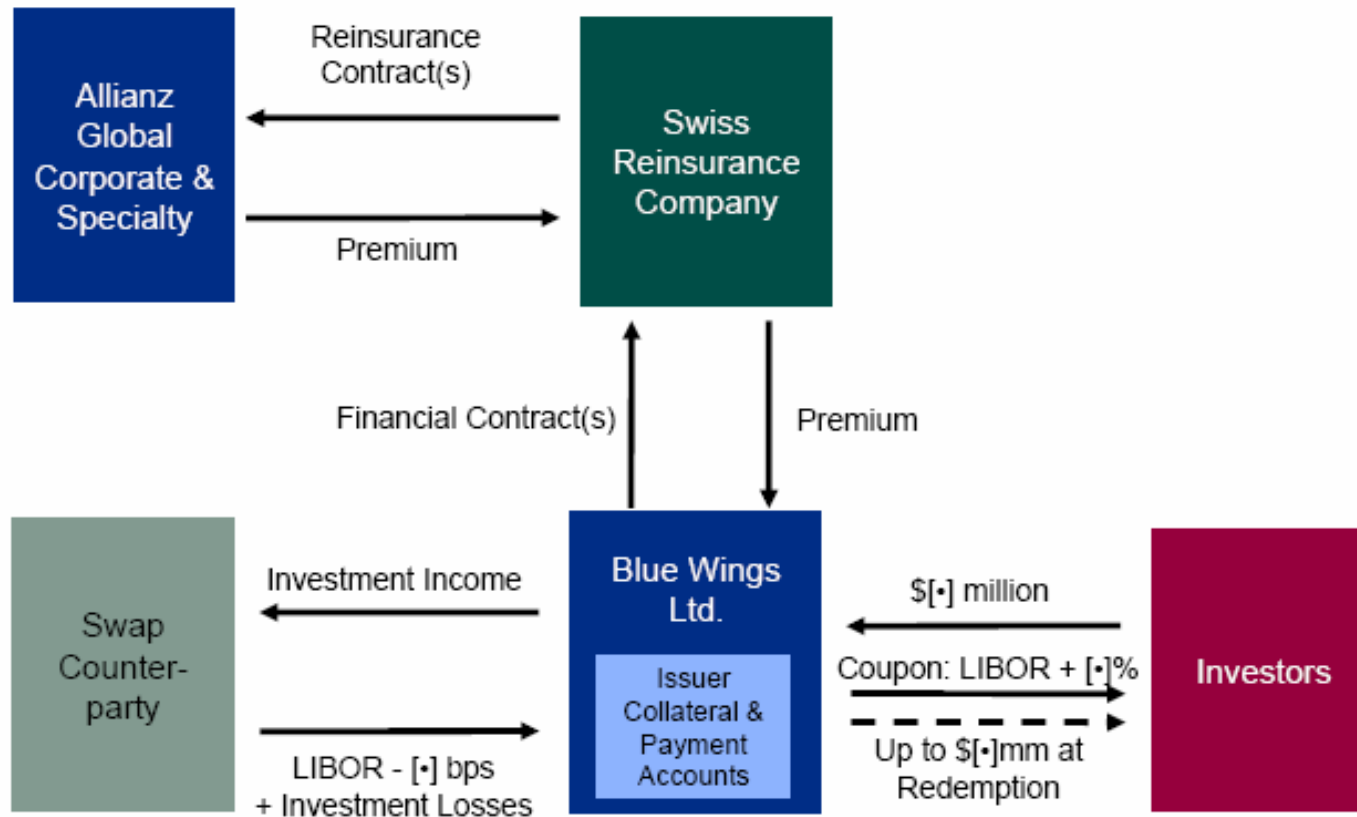 Reinsurance
Contract(s)
Allianz
Global
Corporate &
Specialty
Swiss
Reinsurance
Company
Premium
Financial Contract(s)
Premium
Swap
Counter-
party
Investment Income
LIBOR - [•] bps
+ Investment Losses
Blue Wings
Ltd.
Issuer
Collateral &
Payment
Accounts
$[•] million
Coupon: LIBOR + [•]%
Up to $[•]mm at
Redemption
Investors